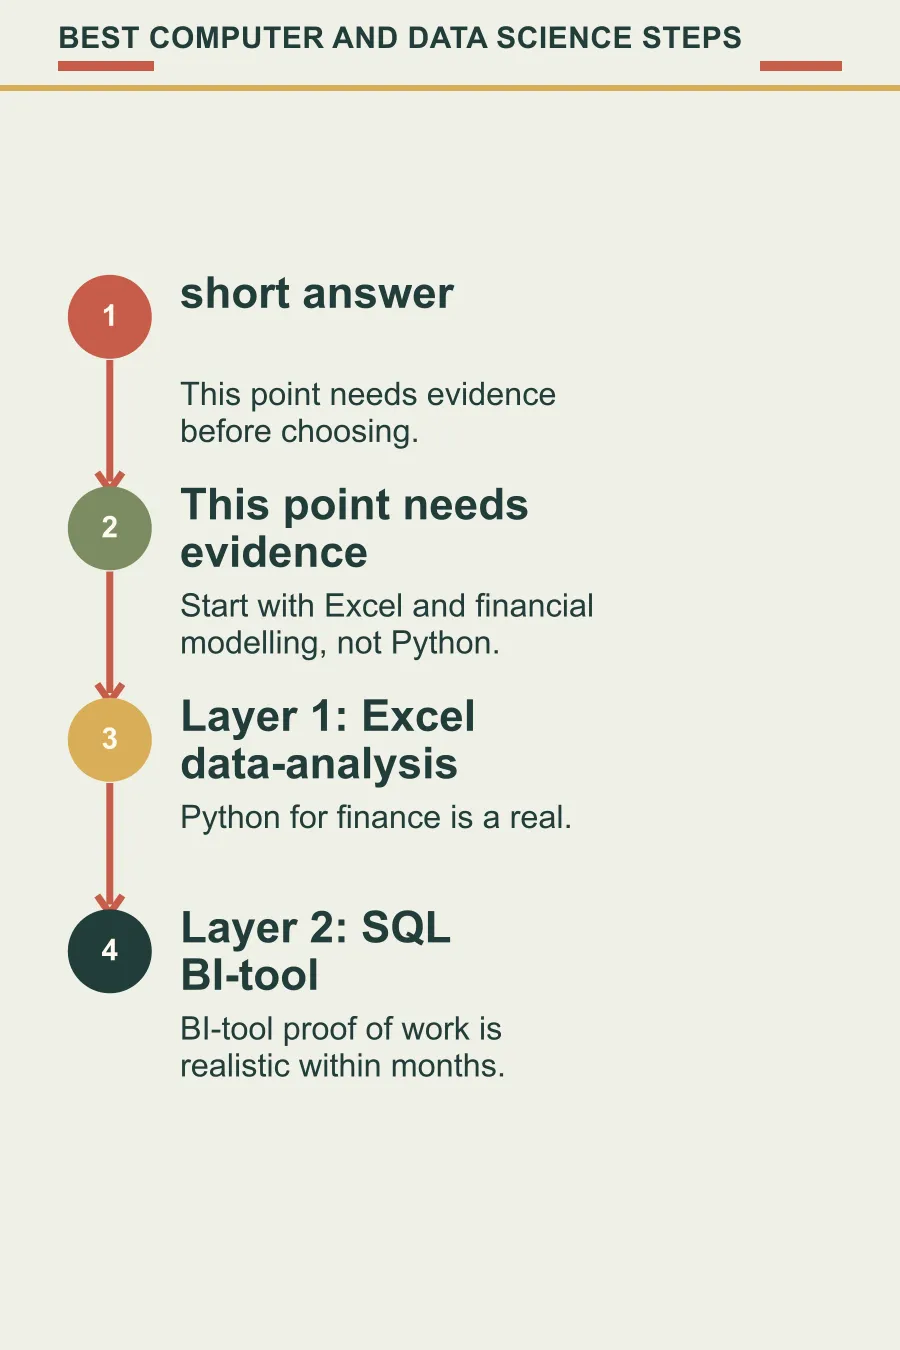 BEST COMPUTER AND DATA SCIENCE STEPS
1
short answer
This point needs evidence
before choosing.
2
This point needs
evidence
Start with Excel and financial
modelling, not Python.
3
Layer 1: Excel
data-analysis
Python for finance is a real.
4
Layer 2: SQL
BI-tool
BI-tool proof of work is
realistic within months.